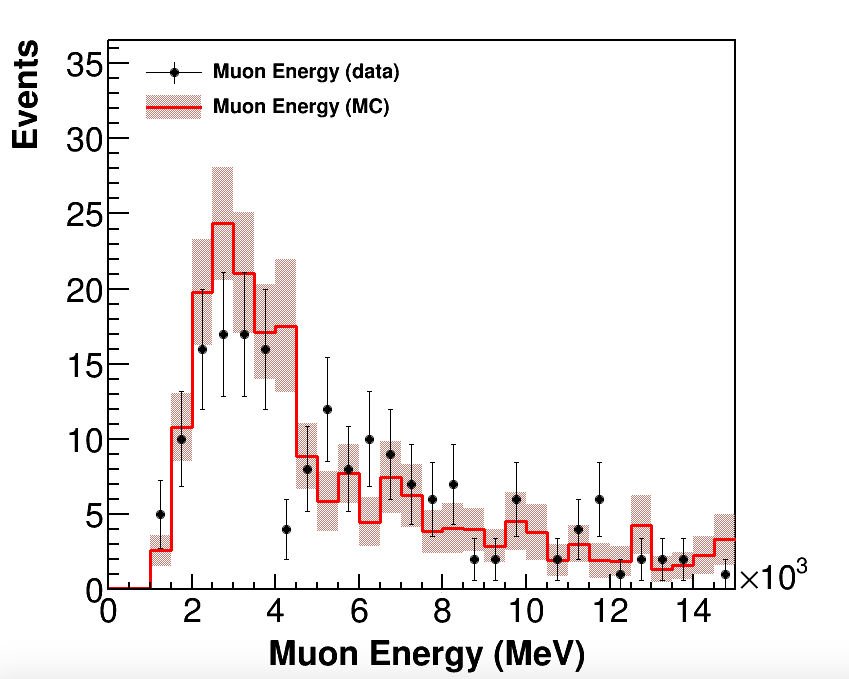 Events
Muon Energy (data)
Muon Energy (MC)
35
30
25
20
15
10
5
0
0 2 4 6 8 10 12 14
×10³
Muon Energy (MeV)